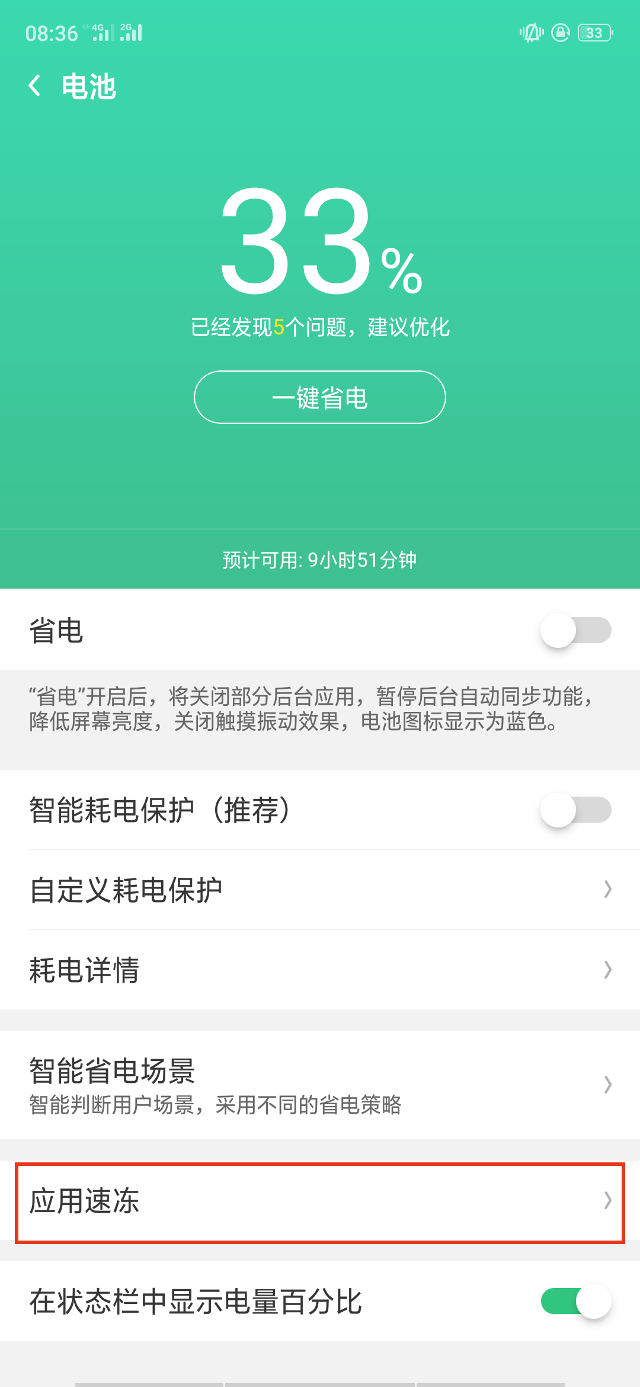 08:36 4G 2G 33
电池
33%
已经发现5个问题，建议优化
一键省电
预计可用: 9小时51分钟
省电
“省电”开启后，将关闭部分后台应用，暂停后台自动同步功能，
降低屏幕亮度，关闭触摸振动效果，电池图标显示为蓝色。
智能耗电保护（推荐）
自定义耗电保护
耗电详情
智能省电场景
智能判断用户场景，采用不同的省电策略
应用速冻
在状态栏中显示电量百分比